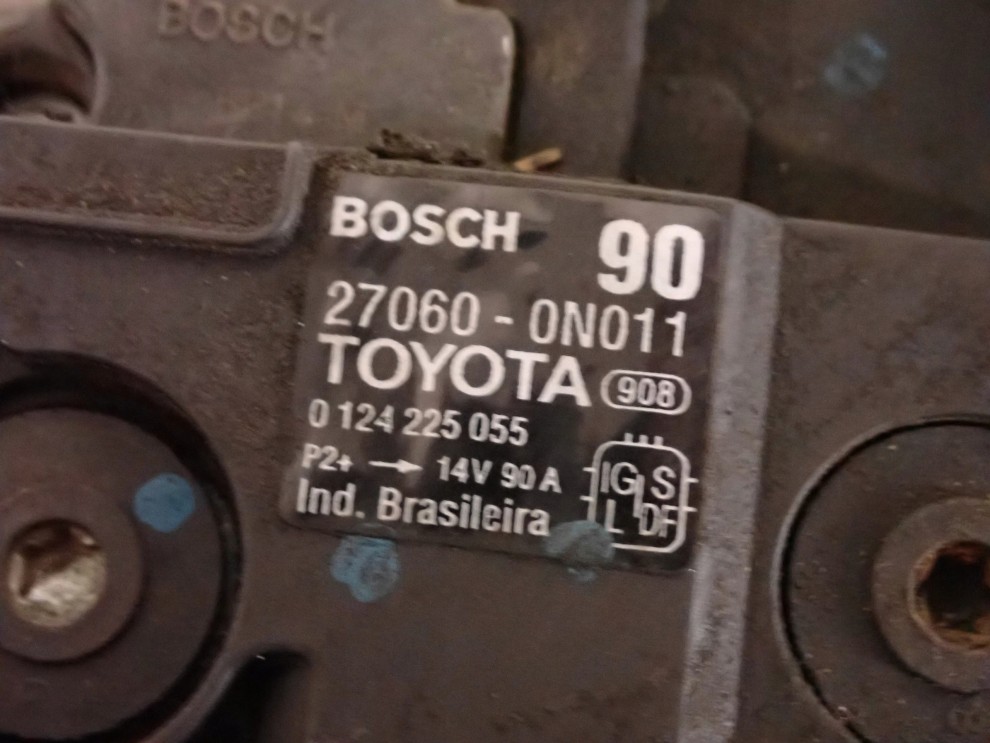 BOSCH
BOSCH 90
27060 - 0N011
TOYOTA 908
0 124 225 055
P2+ → 14V 90 A
Ind. Brasileira
IG S
L DF